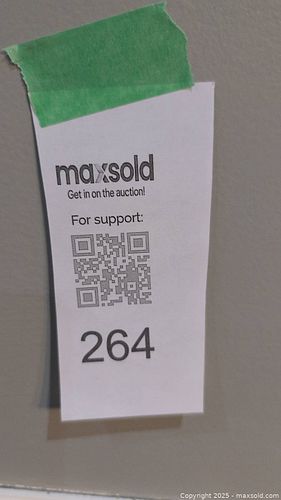 maxsold
Get in on the auction!
For support:
264
Copyright 2025 - maxsold.com